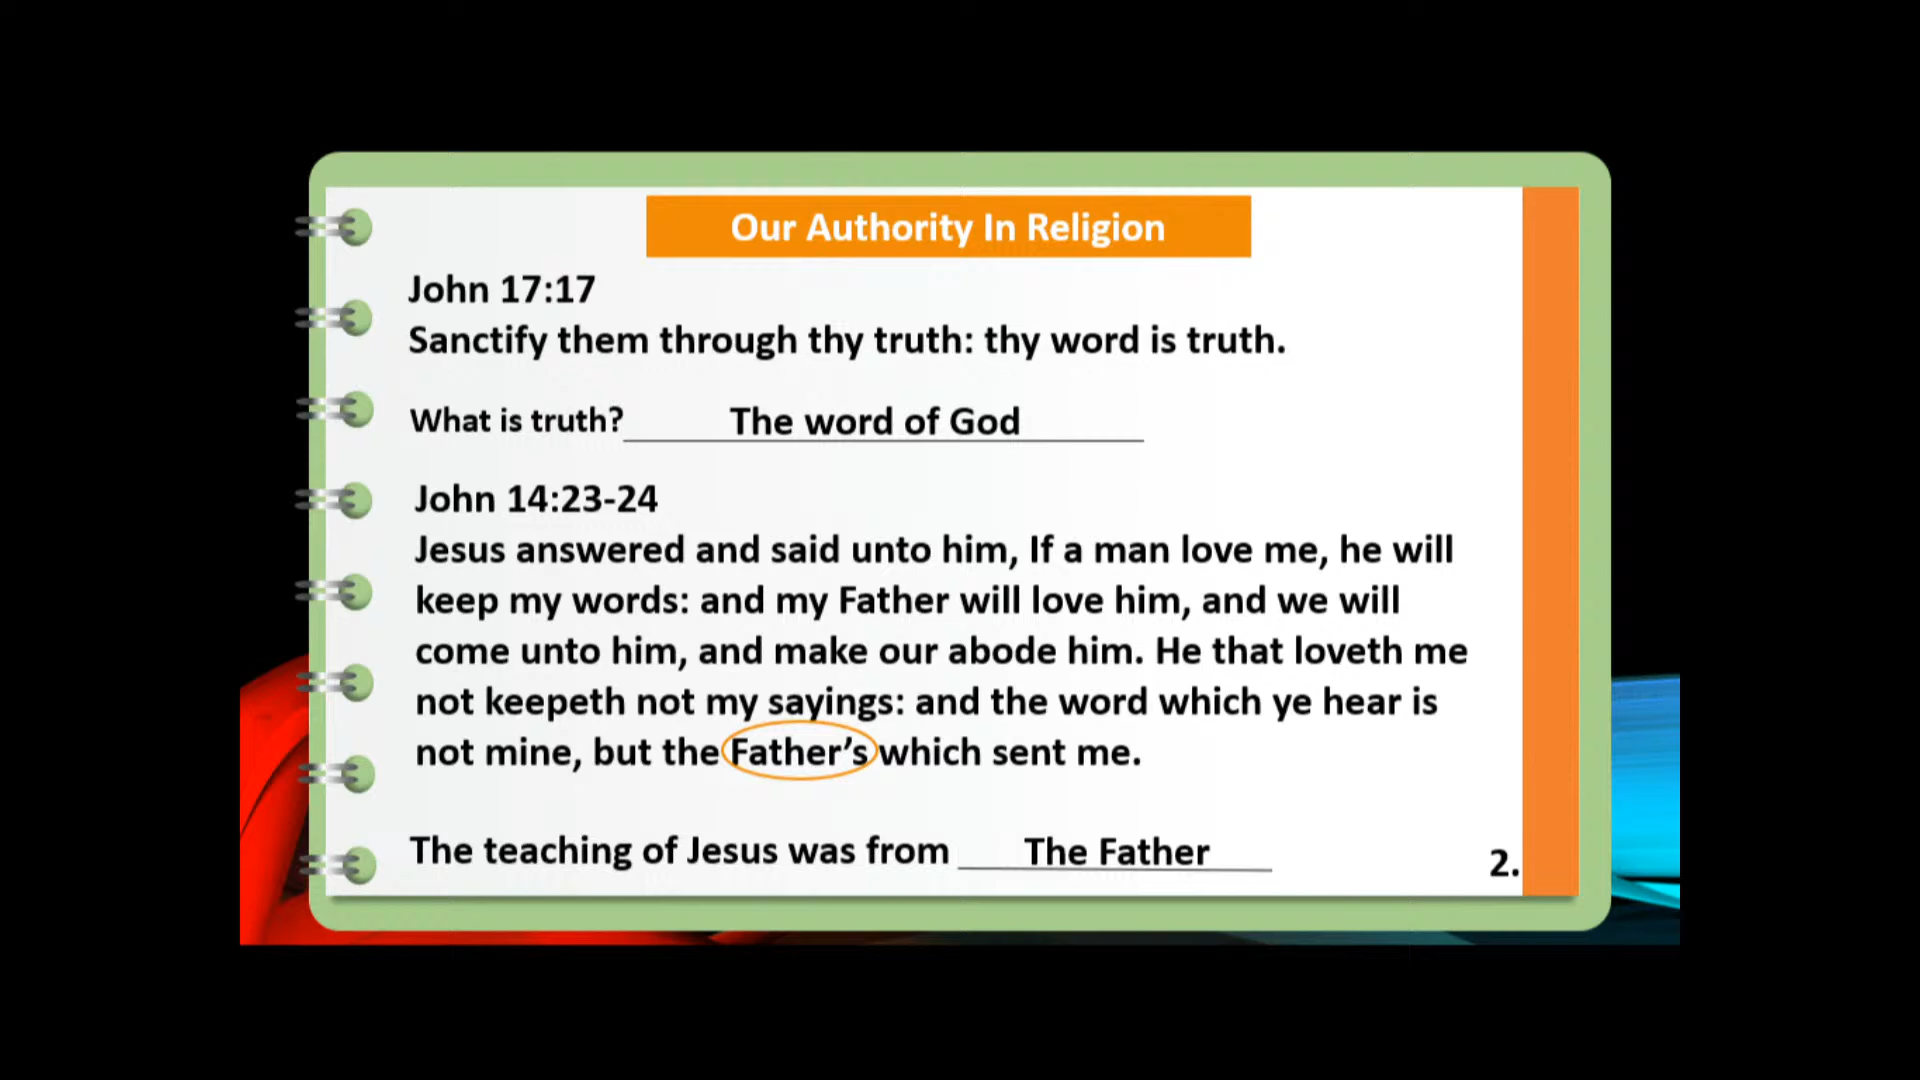 Our Authority In Religion
John 17:17
Sanctify them through thy truth: thy word is truth.
What is truth? The word of God
John 14:23-24
Jesus answered and said unto him, If a man love me, he will
keep my words: and my Father will love him, and we will
come unto him, and make our abode him. He that loveth me
not keepeth not my sayings: and the word which ye hear is
not mine, but the Father’s which sent me.
The teaching of Jesus was from The Father
2.